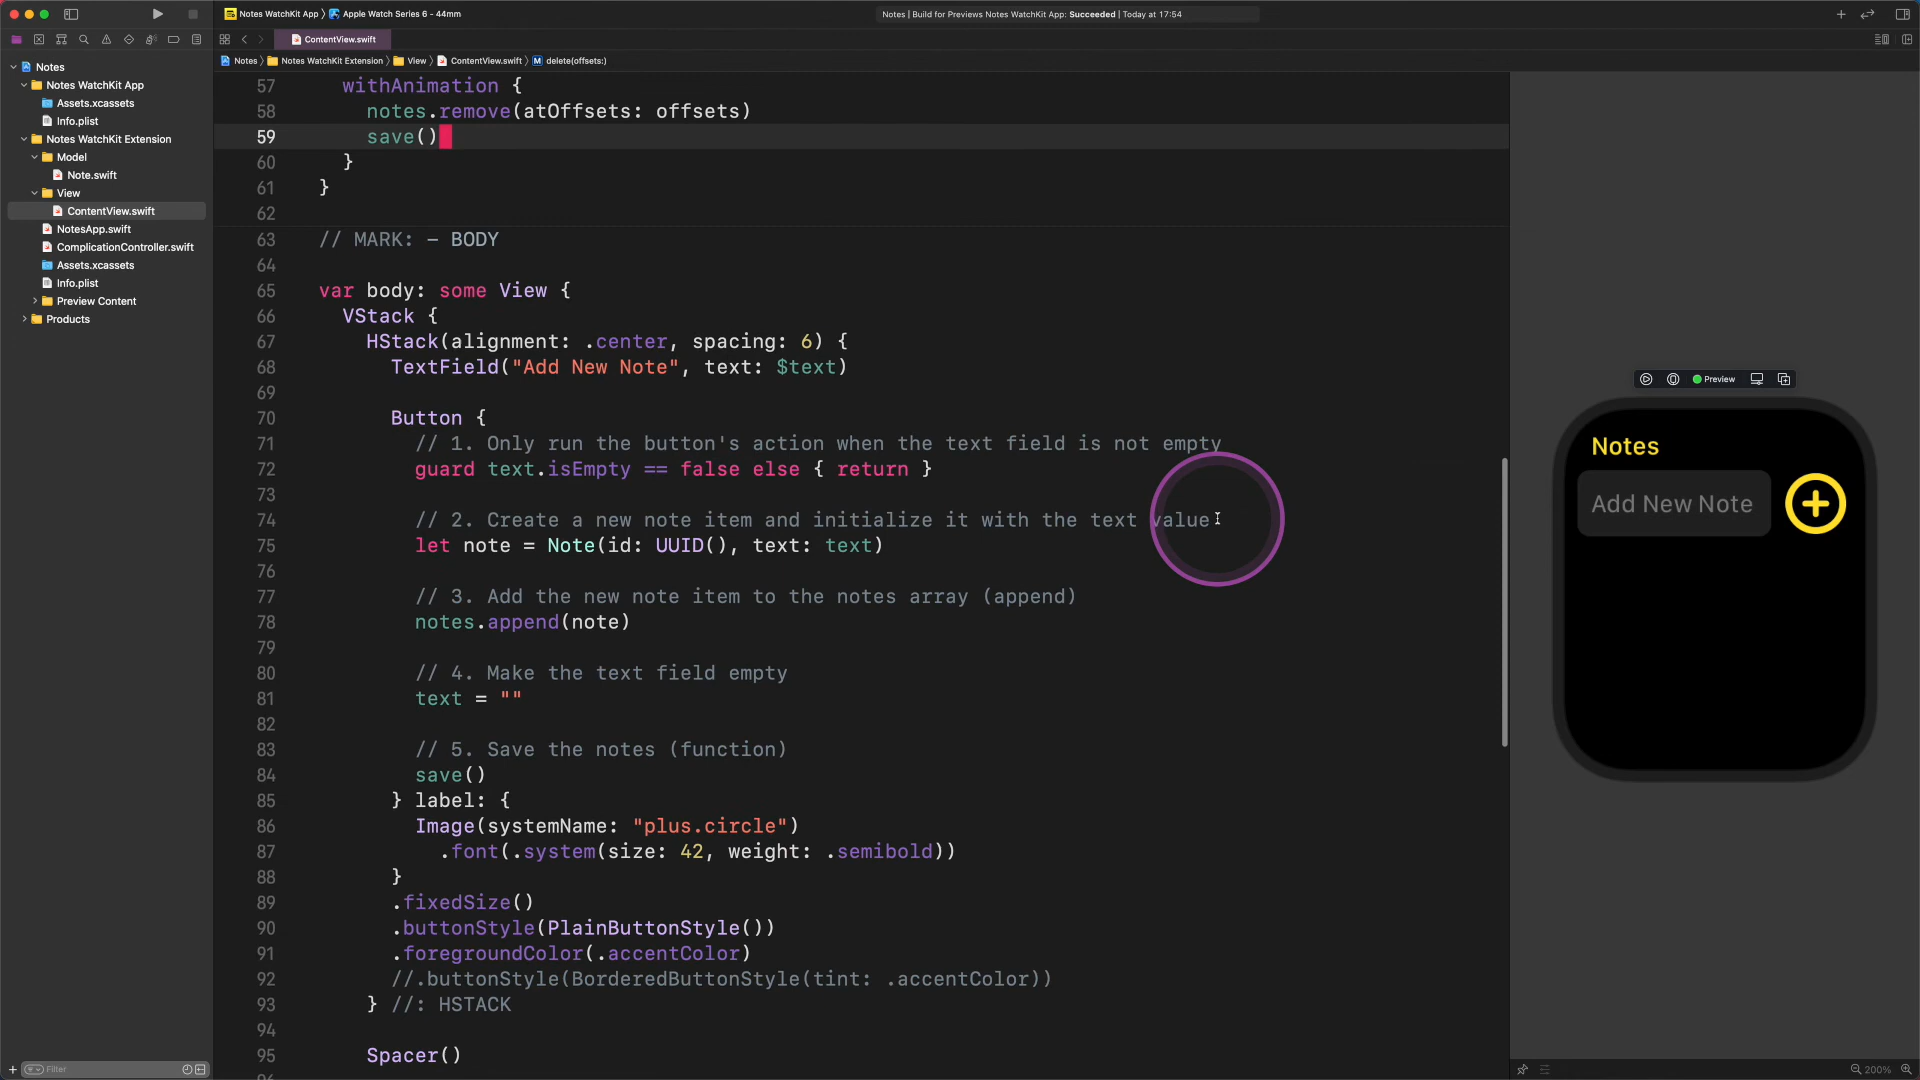 Notes WatchKit App
Apple Watch Series 6 - 44mm
Notes | Build for Previews Notes WatchKit App: Succeeded | Today at 17:54
ContentView.swift
Notes
Notes WatchKit Extension
View
ContentView.swift
M delete(offsets:)
Notes
Notes WatchKit App
Assets.xcassets
Info.plist
Notes WatchKit Extension
Model
Note.swift
View
ContentView.swift
NotesApp.swift
ComplicationController.swift
Assets.xcassets
Info.plist
Preview Content
Products
Filter
57 withAnimation {
58 notes.remove(atOffsets: offsets)
59 save()
60 }
61 }
62
63 // MARK: - BODY
64
65 var body: some View {
66 VStack {
67 HStack(alignment: .center, spacing: 6) {
68 TextField("Add New Note", text: $text)
69
70 Button {
71 // 1. Only run the button's action when the text field is not empty
72 guard text.isEmpty == false else { return }
73
74 // 2. Create a new note item and initialize it with the text value
75 let note = Note(id: UUID(), text: text)
76
77 // 3. Add the new note item to the notes array (append)
78 notes.append(note)
79
80 // 4. Make the text field empty
81 text = ""
82
83 // 5. Save the notes (function)
84 save()
85 } label: {
86 Image(systemName: "plus.circle")
87 .font(.system(size: 42, weight: .semibold))
88 }
89 .fixedSize()
90 .buttonStyle(PlainButtonStyle())
91 .foregroundColor(.accentColor)
92 //.buttonStyle(BorderedButtonStyle(tint: .accentColor))
93 } //: HSTACK
94
95 Spacer()
Preview
Notes
Add New Note
200%